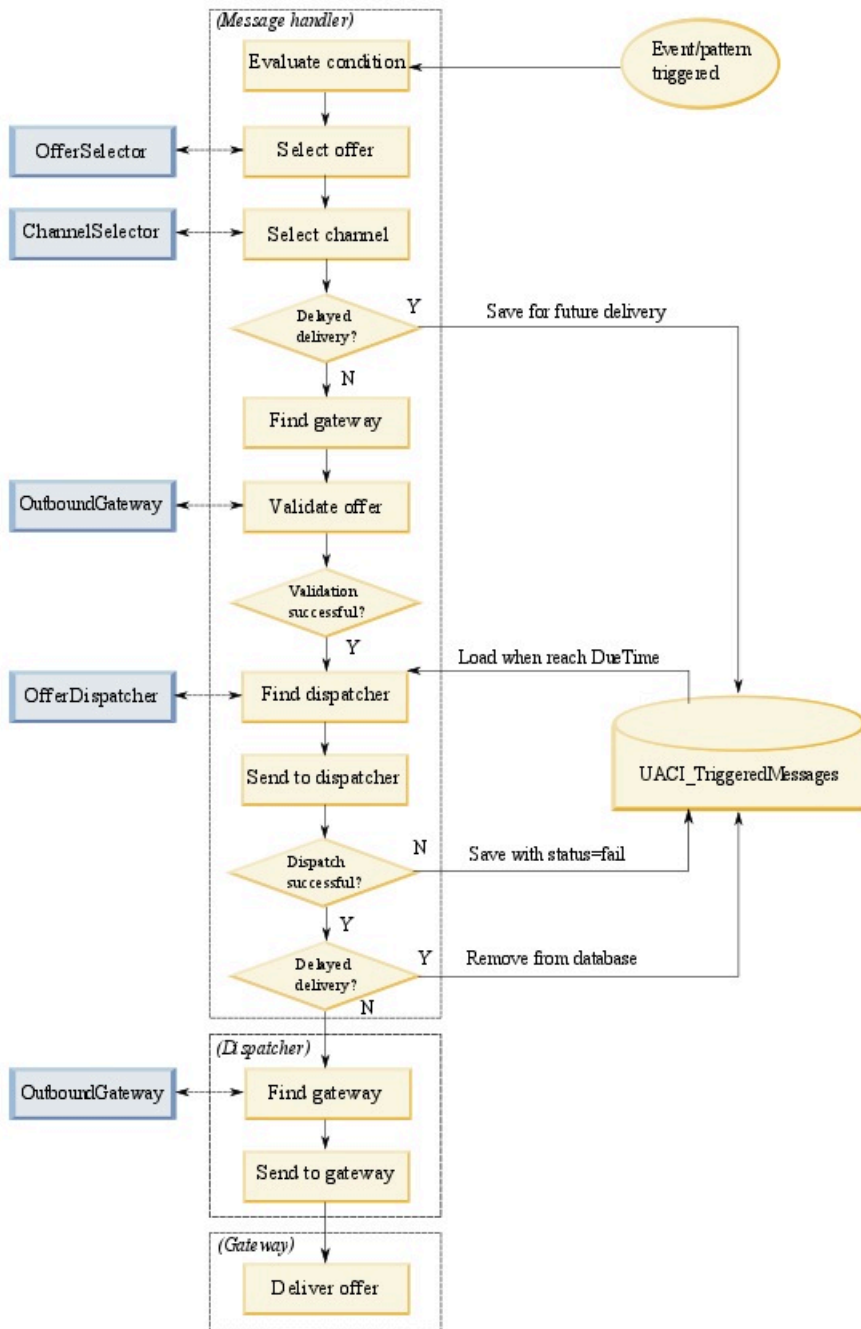 (Message handler)
Evaluate condition
Event/pattern
triggered
OfferSelector
Select offer
ChannelSelector
Select channel
Delayed
delivery?
Y
Save for future delivery
N
Find gateway
OutboundGateway
Validate offer
Validation
successful?
Y
Load when reach DueTime
OfferDispatcher
Find dispatcher
UACI_TriggeredMessages
Send to dispatcher
Dispatch
successful?
N
Save with status=fail
Y
Delayed
delivery?
Y
Remove from database
N
(Dispatcher)
OutboundGateway
Find gateway
Send to gateway
(Gateway)
Deliver offer